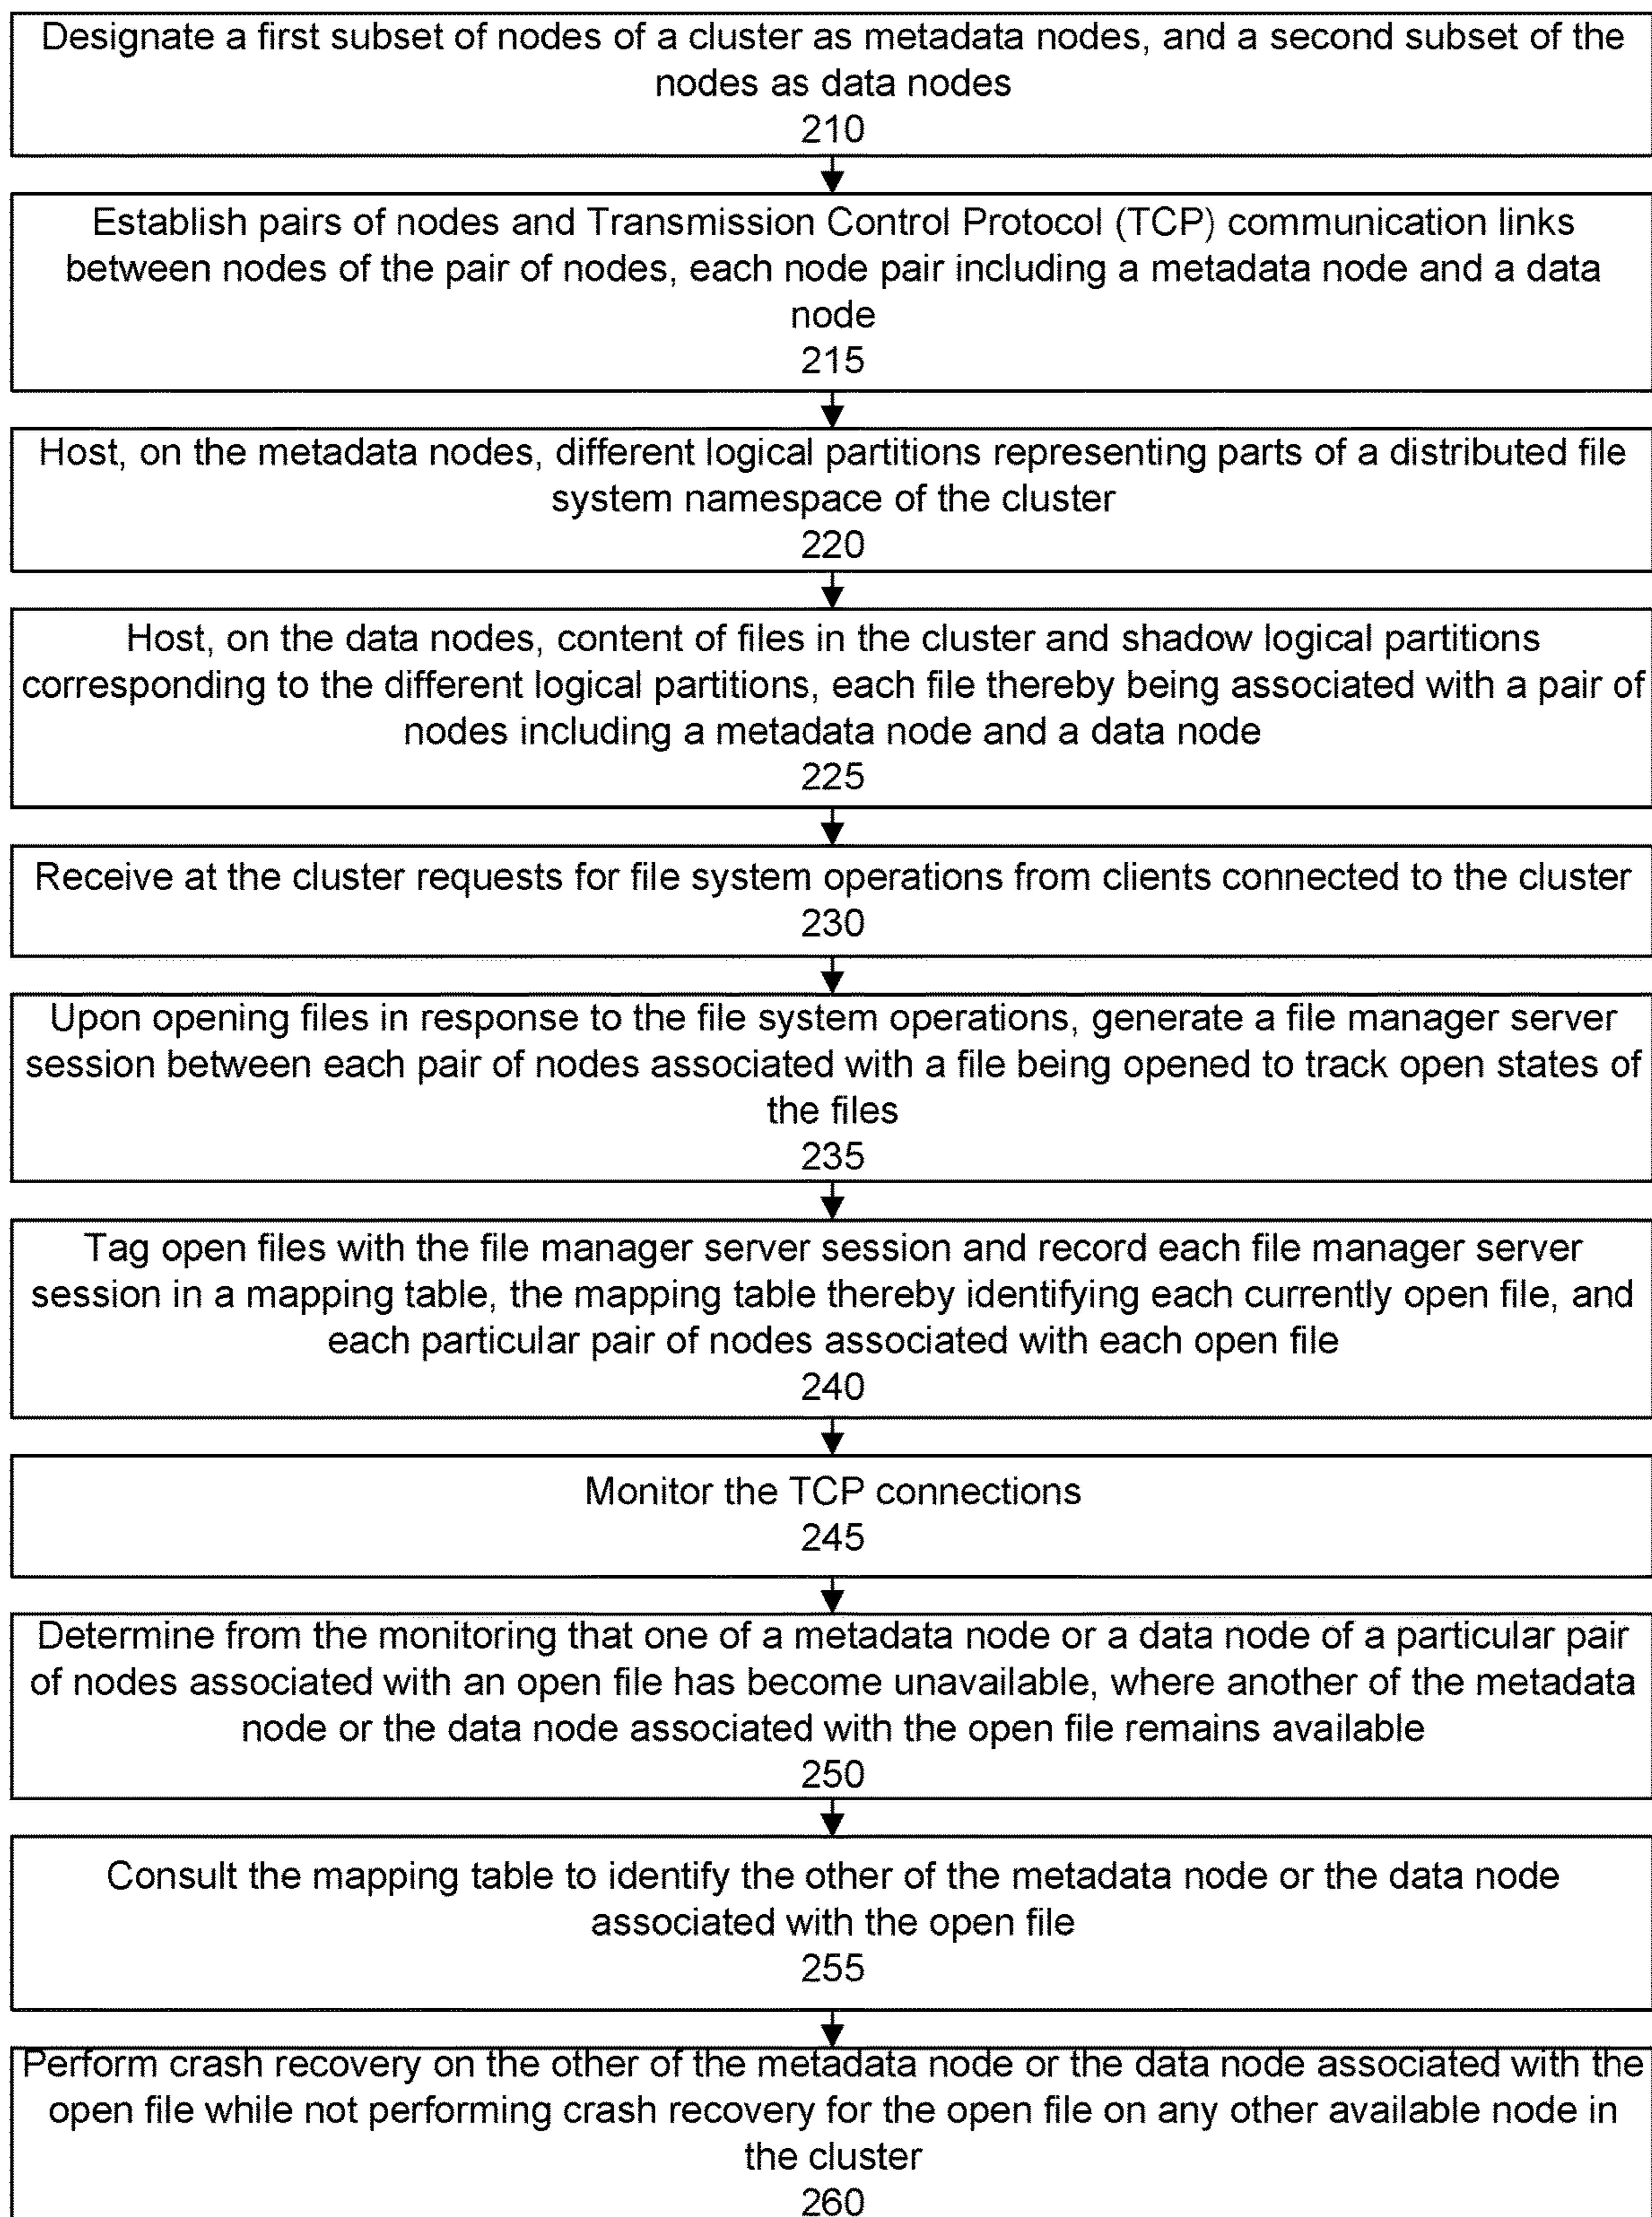 Designate a first subset of nodes of a cluster as metadata nodes, and a second subset of the
nodes as data nodes
210
Establish pairs of nodes and Transmission Control Protocol (TCP) communication links
between nodes of the pair of nodes, each node pair including a metadata node and a data
node
215
Host, on the metadata nodes, different logical partitions representing parts of a distributed file
system namespace of the cluster
220
Host, on the data nodes, content of files in the cluster and shadow logical partitions
corresponding to the different logical partitions, each file thereby being associated with a pair of
nodes including a metadata node and a data node
225
Receive at the cluster requests for file system operations from clients connected to the cluster
230
Upon opening files in response to the file system operations, generate a file manager server
session between each pair of nodes associated with a file being opened to track open states of
the files
235
Tag open files with the file manager server session and record each file manager server
session in a mapping table, the mapping table thereby identifying each currently open file, and
each particular pair of nodes associated with each open file
240
Monitor the TCP connections
245
Determine from the monitoring that one of a metadata node or a data node of a particular pair
of nodes associated with an open file has become unavailable, where another of the metadata
node or the data node associated with the open file remains available
250
Consult the mapping table to identify the other of the metadata node or the data node
associated with the open file
255
Perform crash recovery on the other of the metadata node or the data node associated with the
open file while not performing crash recovery for the open file on any other available node in
the cluster
260